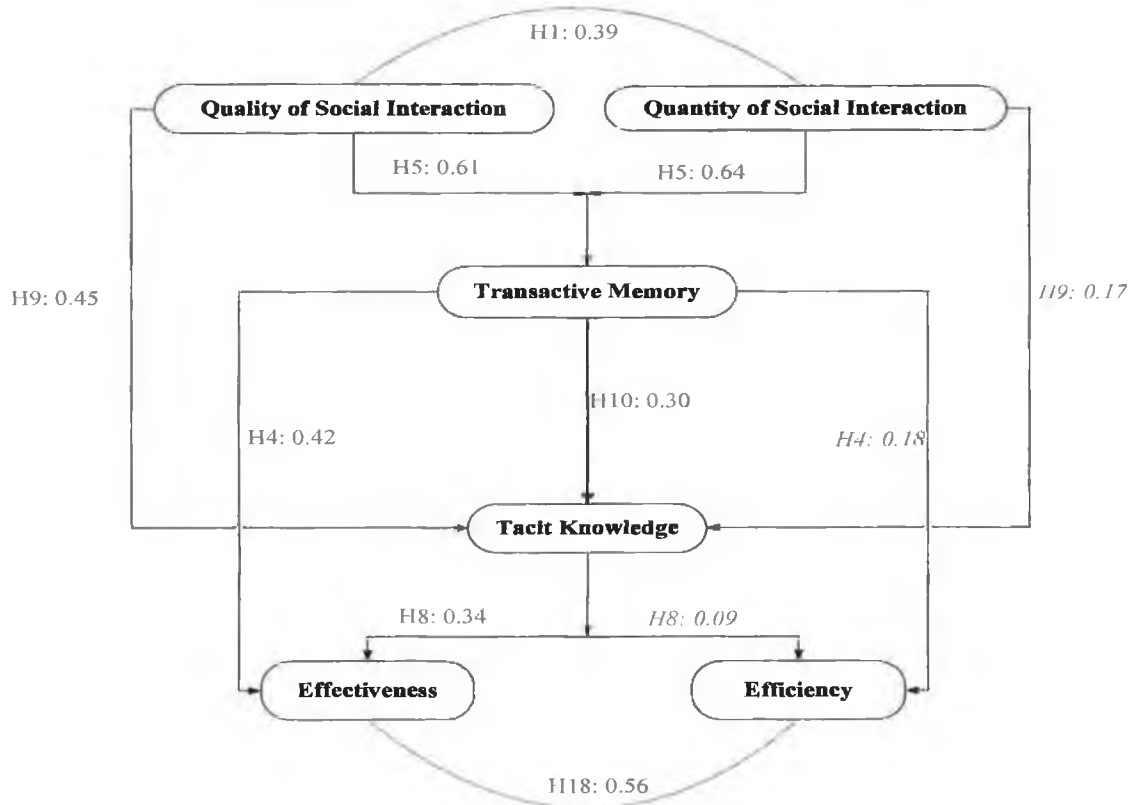 H1: 0.39
Quality of Social Interaction
Quantity of Social Interaction
H5: 0.61
H5: 0.64
Transactive Memory
H9: 0.45
H9: 0.17
H10: 0.30
H4: 0.42
H4: 0.18
Tacit Knowledge
H8: 0.34
H8: 0.09
Effectiveness
Efficiency
H18: 0.56